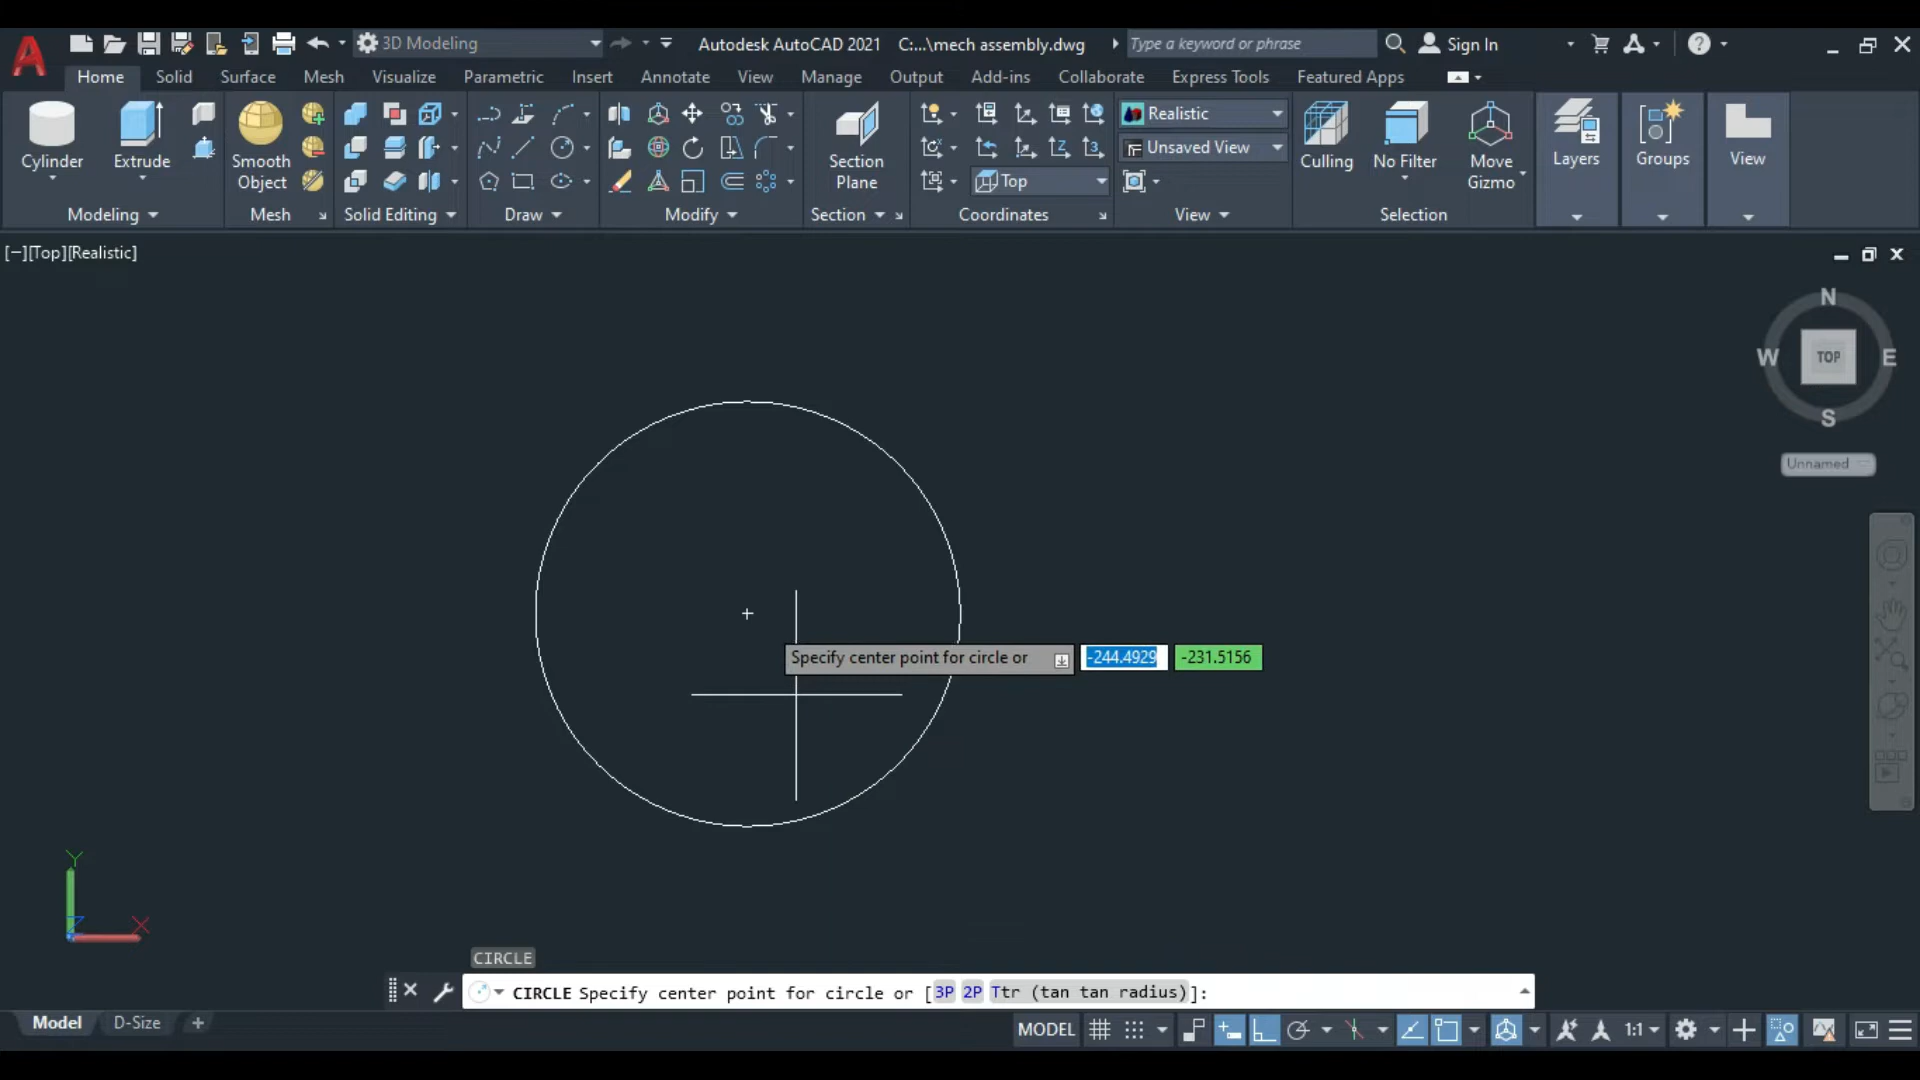 3D Modeling Autodesk AutoCAD 2021 C:...\mech assembly.dwg Type a keyword or phrase Sign In
Home Solid Surface Mesh Visualize Parametric Insert Annotate View Manage Output Add-ins Collaborate Express Tools Featured Apps
Realistic
Unsaved View
Top
Cylinder Extrude Smooth Object Section Plane Culling No Filter Move Gizmo Layers Groups View
Modeling Mesh Solid Editing Draw Modify Section Coordinates View Selection
[−][Top][Realistic]
N
W TOP E
S
Unnamed
Specify center point for circle or -244.4929 -231.5156
Y
Z X
CIRCLE
CIRCLE Specify center point for circle or [3P 2P Ttr (tan tan radius)]:
Model D-Size + MODEL 1:1